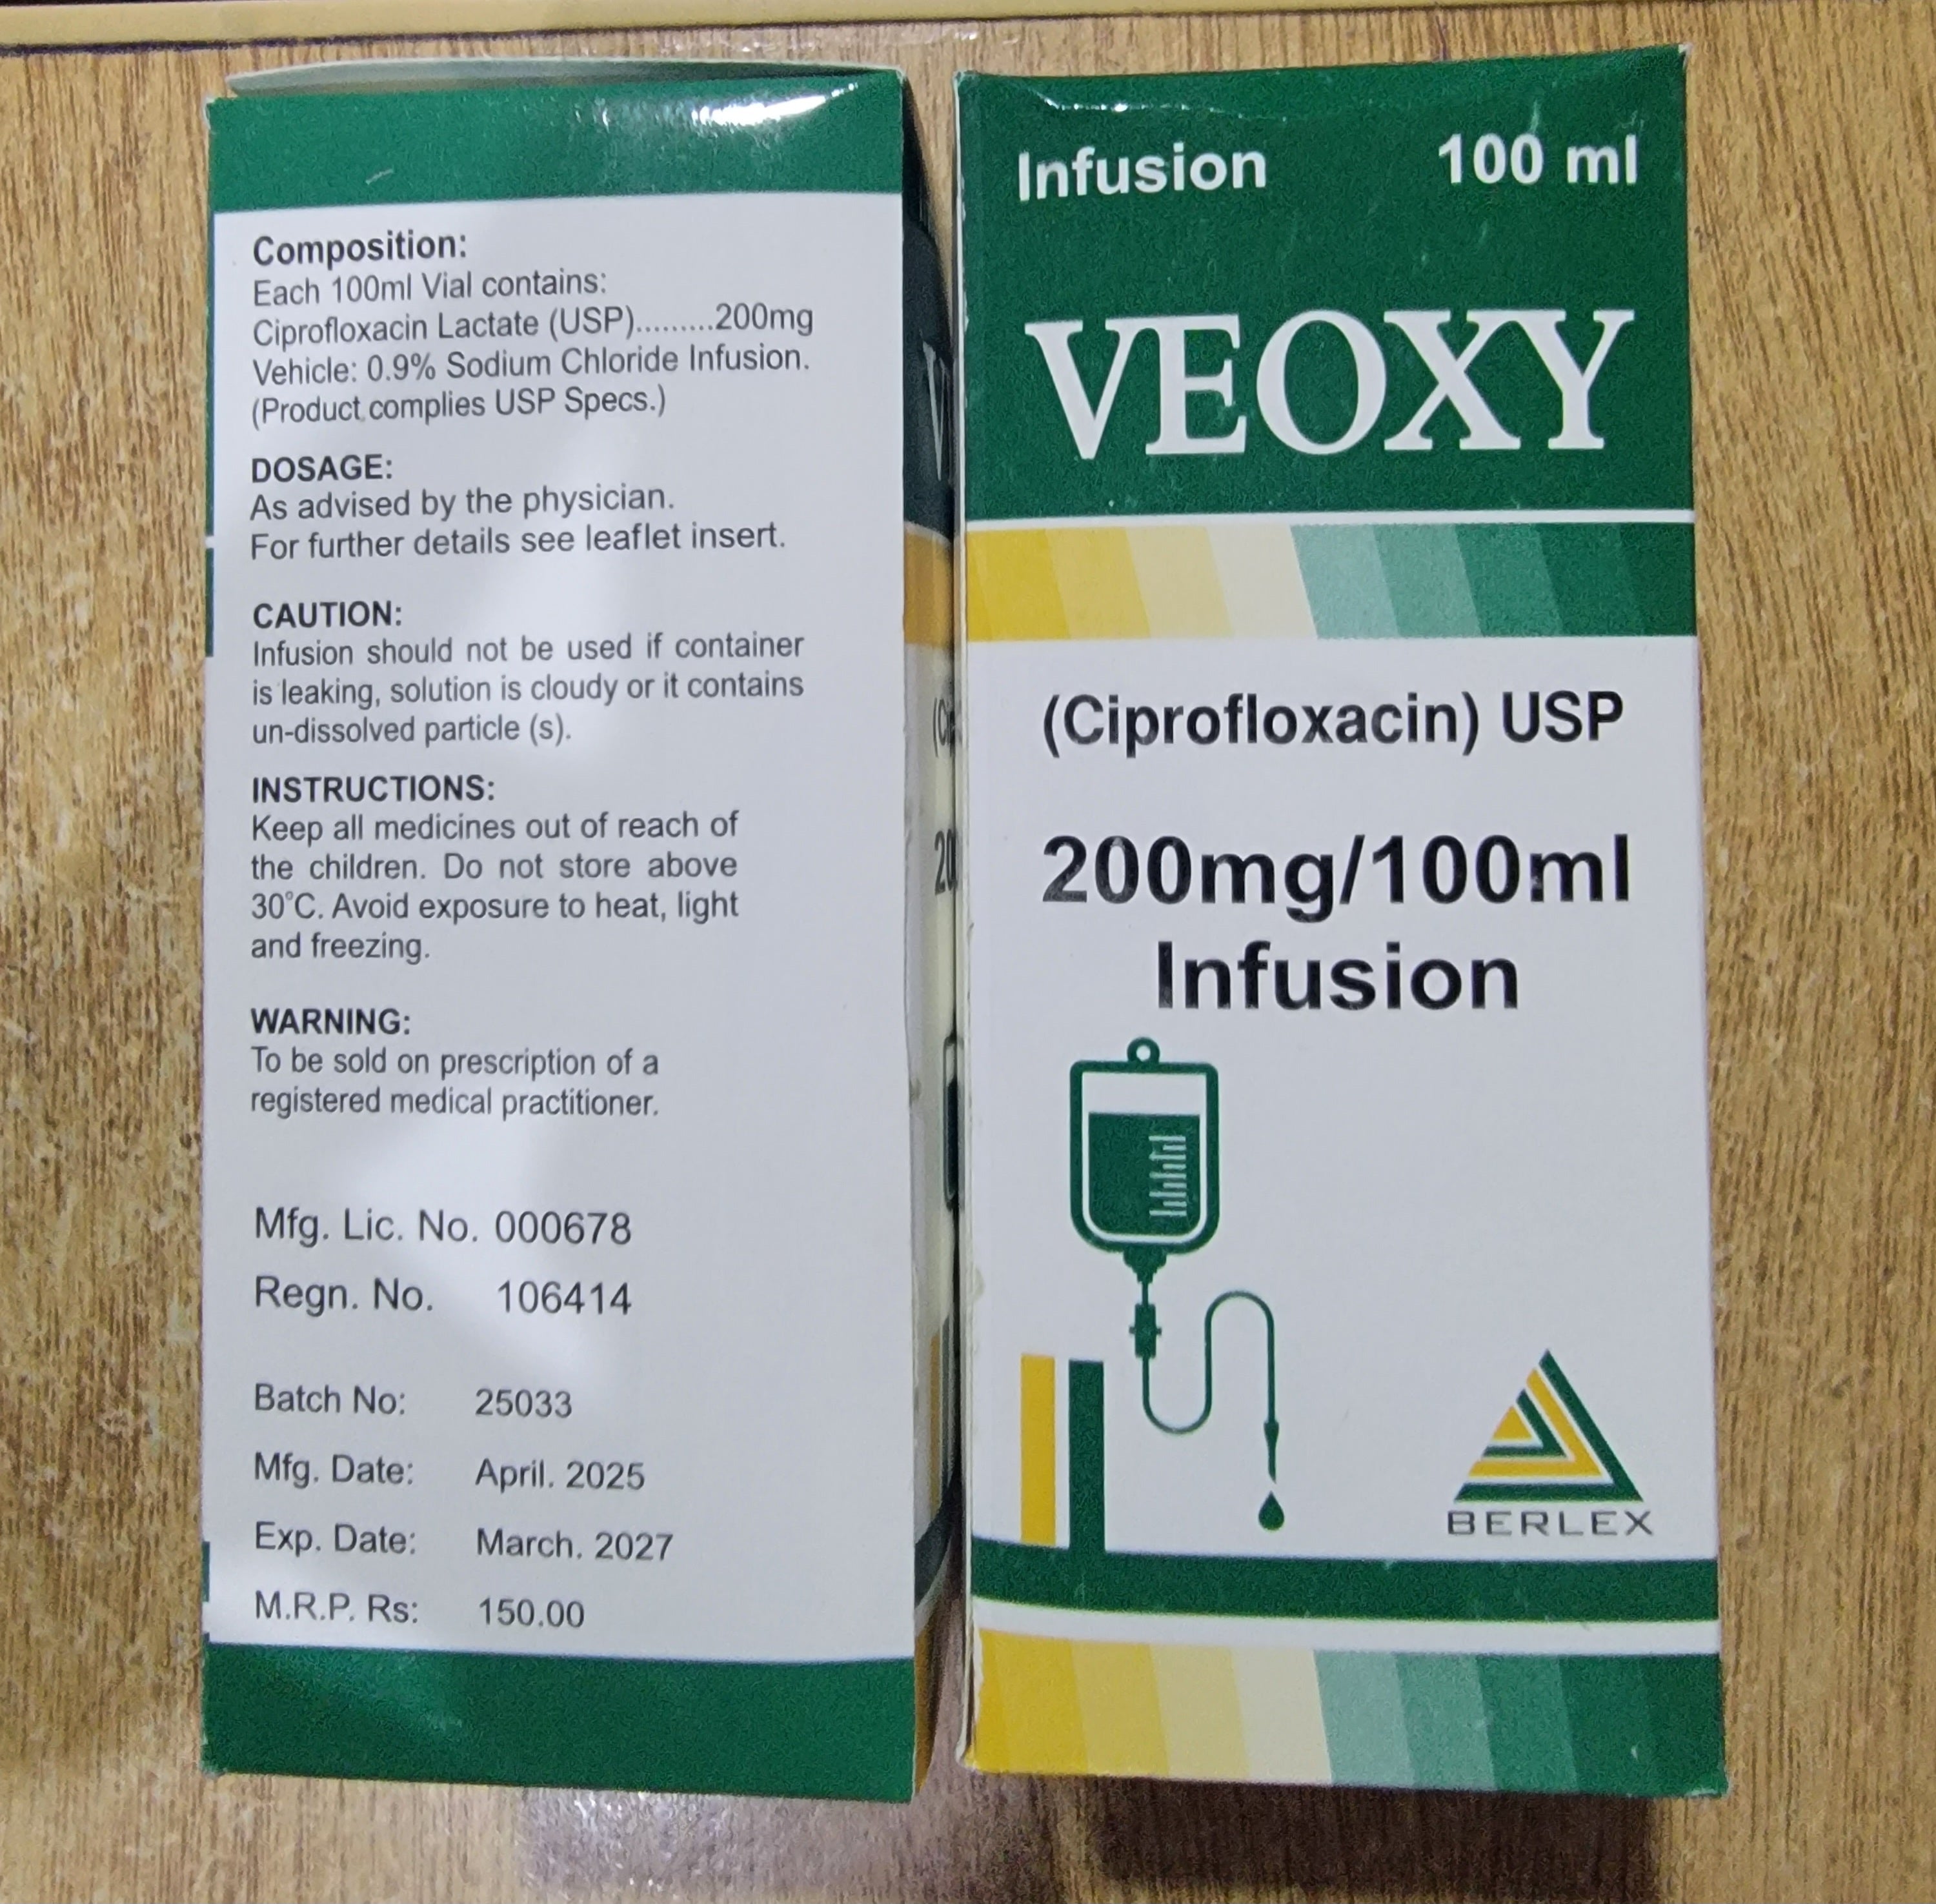 Composition:
Each 100ml Vial contains:
Ciprofloxacin Lactate (USP).........200mg
Vehicle: 0.9% Sodium Chloride Infusion.
(Product complies USP Specs.)
DOSAGE:
As advised by the physician.
For further details see leaflet insert.
CAUTION:
Infusion should not be used if container
is leaking, solution is cloudy or it contains
un-dissolved particle (s).
INSTRUCTIONS:
Keep all medicines out of reach of
the children. Do not store above
30°C. Avoid exposure to heat, light
and freezing.
WARNING:
To be sold on prescription of a
registered medical practitioner.
Mfg. Lic. No. 000678
Regn. No. 106414
Batch No: 25033
Mfg. Date: April. 2025
Exp. Date: March. 2027
M.R.P. Rs: 150.00
Infusion 100 ml
VEOXY
(Ciprofloxacin) USP
200mg/100ml
Infusion
BERLEX